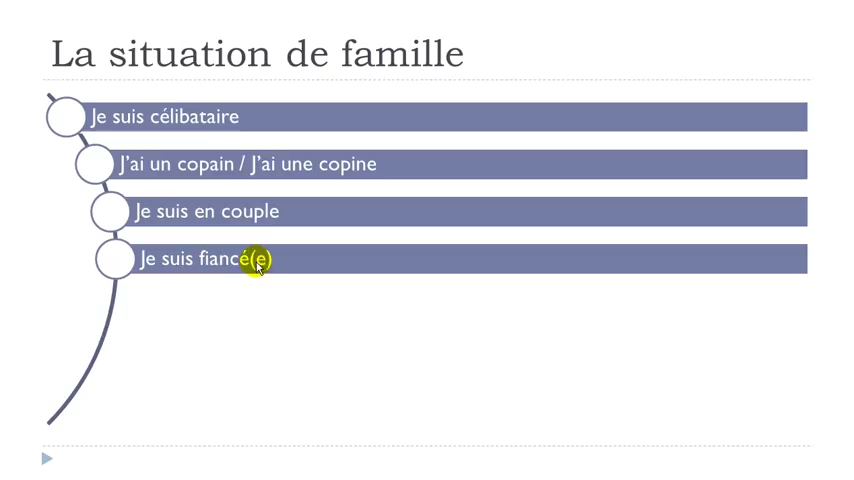 La situation de famille
Je suis célibataire
J’ai un copain / J’ai une copine
Je suis en couple
Je suis fiancé(e)